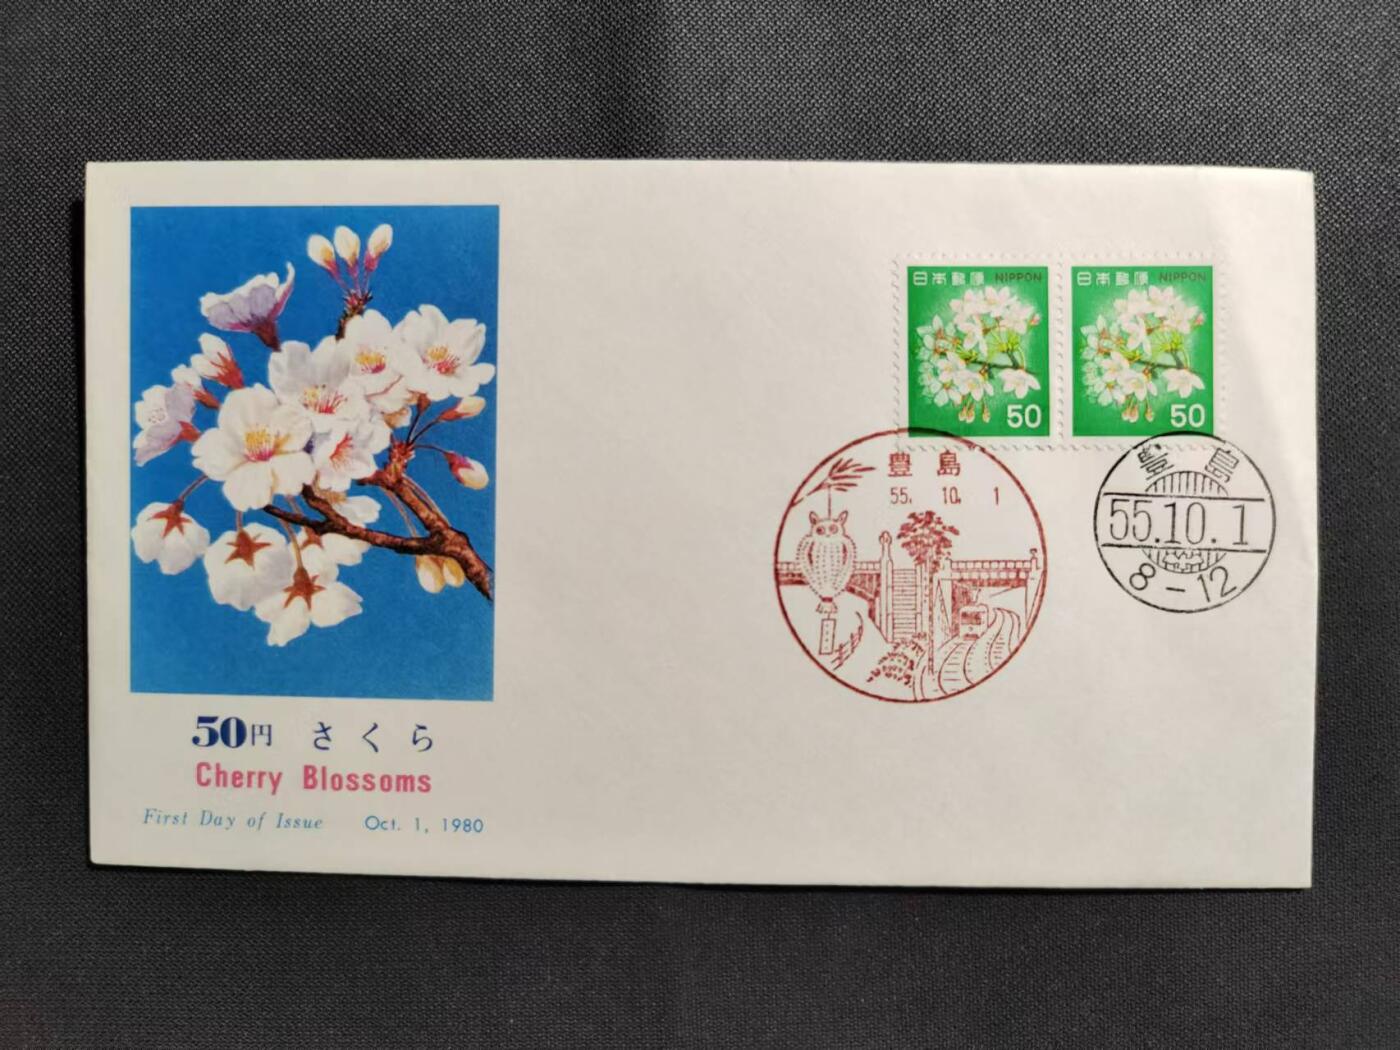 日本郵便 NIPPON
50
日本郵便 NIPPON
50
豊島
55. 10. 1
豊島
55.10.1
8-12
50円 さくら
Cherry Blossoms
First Day of Issue Oct. 1, 1980